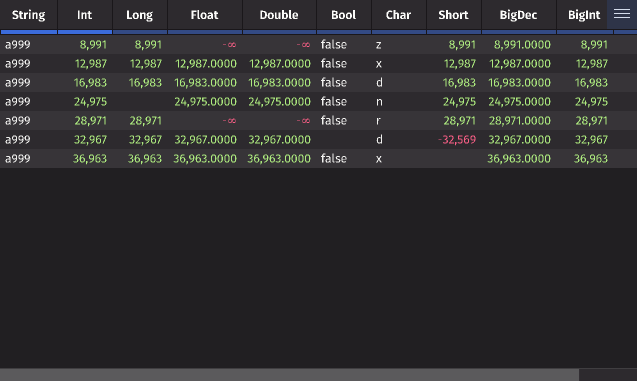 String Int Long Float Double Bool Char Short BigDec BigInt
a999 8,991 8,991 -∞ -∞ false z 8,991 8,991.0000 8,991
a999 12,987 12,987 12,987.0000 12,987.0000 false x 12,987 12,987.0000 12,987
a999 16,983 16,983 16,983.0000 16,983.0000 false d 16,983 16,983.0000 16,983
a999 24,975 24,975.0000 24,975.0000 false n 24,975 24,975.0000 24,975
a999 28,971 28,971 -∞ -∞ false r 28,971 28,971.0000 28,971
a999 32,967 32,967 32,967.0000 32,967.0000 d -32,569 32,967.0000 32,967
a999 36,963 36,963 36,963.0000 36,963.0000 false x 36,963.0000 36,963